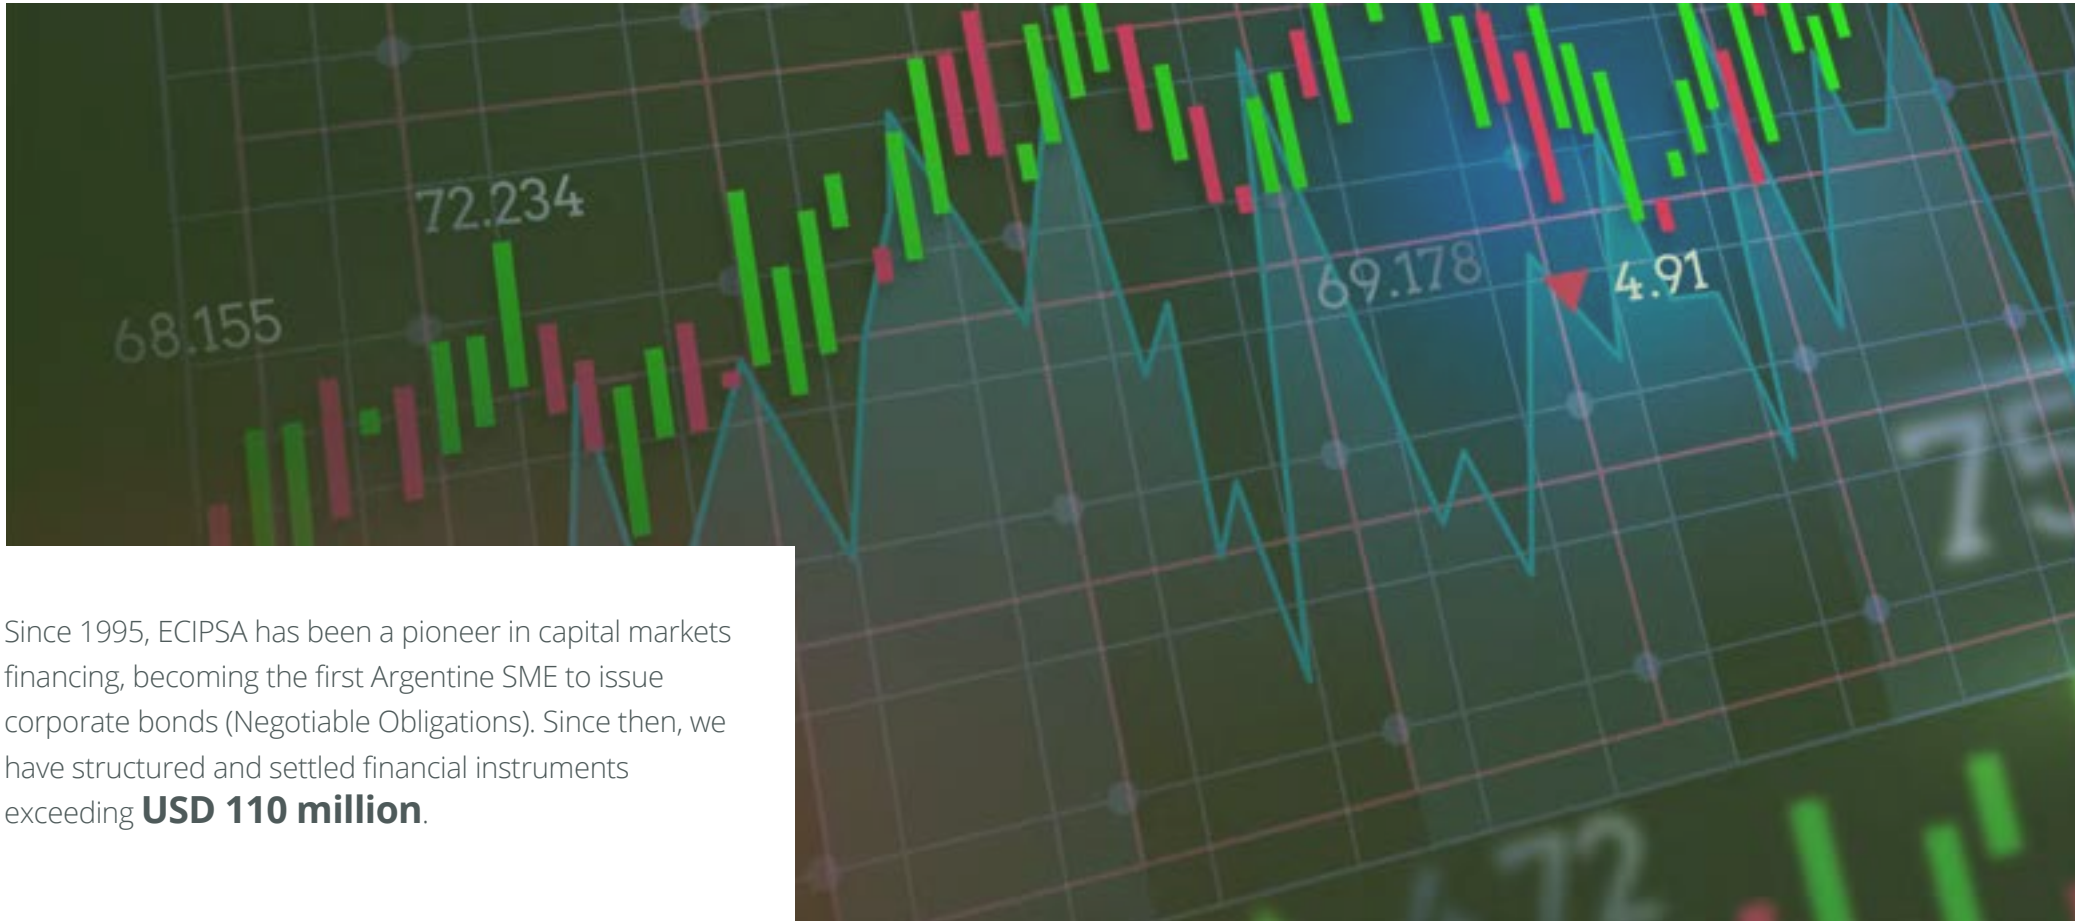 72.234
68.155
69.178
4.91
75
4.72
Since 1995, ECIPSA has been a pioneer in capital markets
financing, becoming the first Argentine SME to issue
corporate bonds (Negotiable Obligations). Since then, we
have structured and settled financial instruments
exceeding USD 110 million.